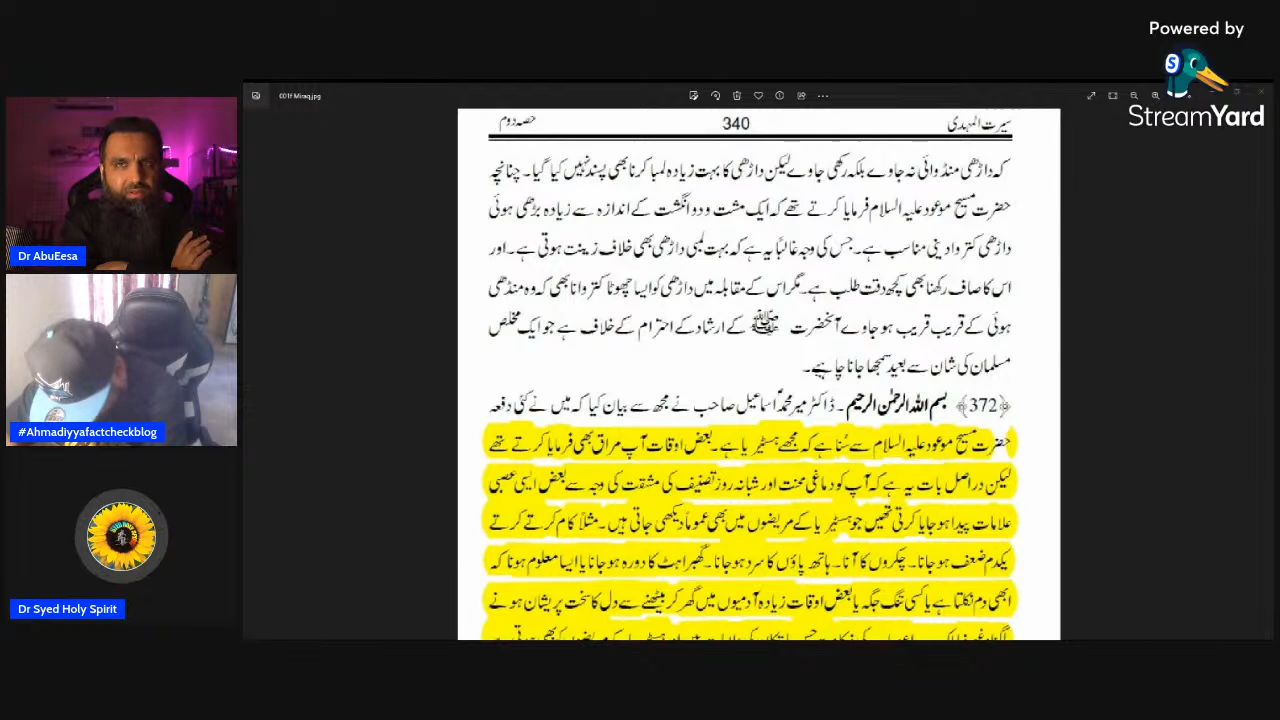 Powered by
S
StreamYard
001f Miraq.jpg
سیرت المہدی 340 حصہ دوم
کہ داڑھی منڈوائی نہ جاوے بلکہ رکھی جاوے لیکن داڑھی کا بہت زیادہ لمبا کرنا بھی پسند نہیں کیا گیا۔ چنانچہ
حضرت مسیح موعود علیہ السلام فرمایا کرتے تھے کہ ایک مشت ودو انگشت کے اندازہ سے زیادہ بڑھی ہوئی
داڑھی کتروا دینی مناسب ہے۔ جس کی وجہ غالباً یہ ہے کہ بہت لمبی داڑھی بھی خلاف زینت ہوتی ہے۔ اور
اس کا صاف رکھنا بھی کچھ دقت طلب ہے۔ مگر اس کے مقابلہ میں داڑھی کو ایسا چھوٹا کتروانا بھی کہ وہ منڈھی
ہوئی کے قریب قریب ہو جاوے آنحضرت ﷺ کے ارشاد کے احترام کے خلاف ہے جو ایک مخلص
مسلمان کی شان سے بعید سمجھا جانا چاہیے۔
﴿372﴾ بسم اللہ الرحمٰن الرحیم ۔ ڈاکٹر میر محمدؐ اسماعیل صاحب نے مجھ سے بیان کیا کہ میں نے کئی دفعہ
حضرت مسیح موعود علیہ السلام سے سُنا ہے کہ مجھے ہسٹیریا ہے۔ بعض اوقات آپ مراق بھی فرمایا کرتے تھے
لیکن دراصل بات یہ ہے کہ آپ کو دماغی محنت اور شبانہ روز تصنیف کی مشقت کی وجہ سے بعض ایسی عصبی
علامات پیدا ہو جایا کرتی تھیں جو ہسٹیریا کے مریضوں میں بھی عموماً دیکھی جاتی ہیں۔ مثلاً کام کرتے کرتے
یکدم ضعف ہو جانا۔ چکروں کا آنا۔ ہاتھ پاؤں کا سرد ہو جانا۔ گھبراہٹ کا دورہ ہو جانا یا ایسا معلوم ہونا کہ
ابھی دم نکلتا ہے یا کسی تنگ جگہ یا بعض اوقات زیادہ آدمیوں میں گھر کر بیٹھنے سے دل کا سخت پریشان ہونے
Dr AbuEesa
#Ahmadiyyafactcheckblog
Dr Syed Holy Spirit